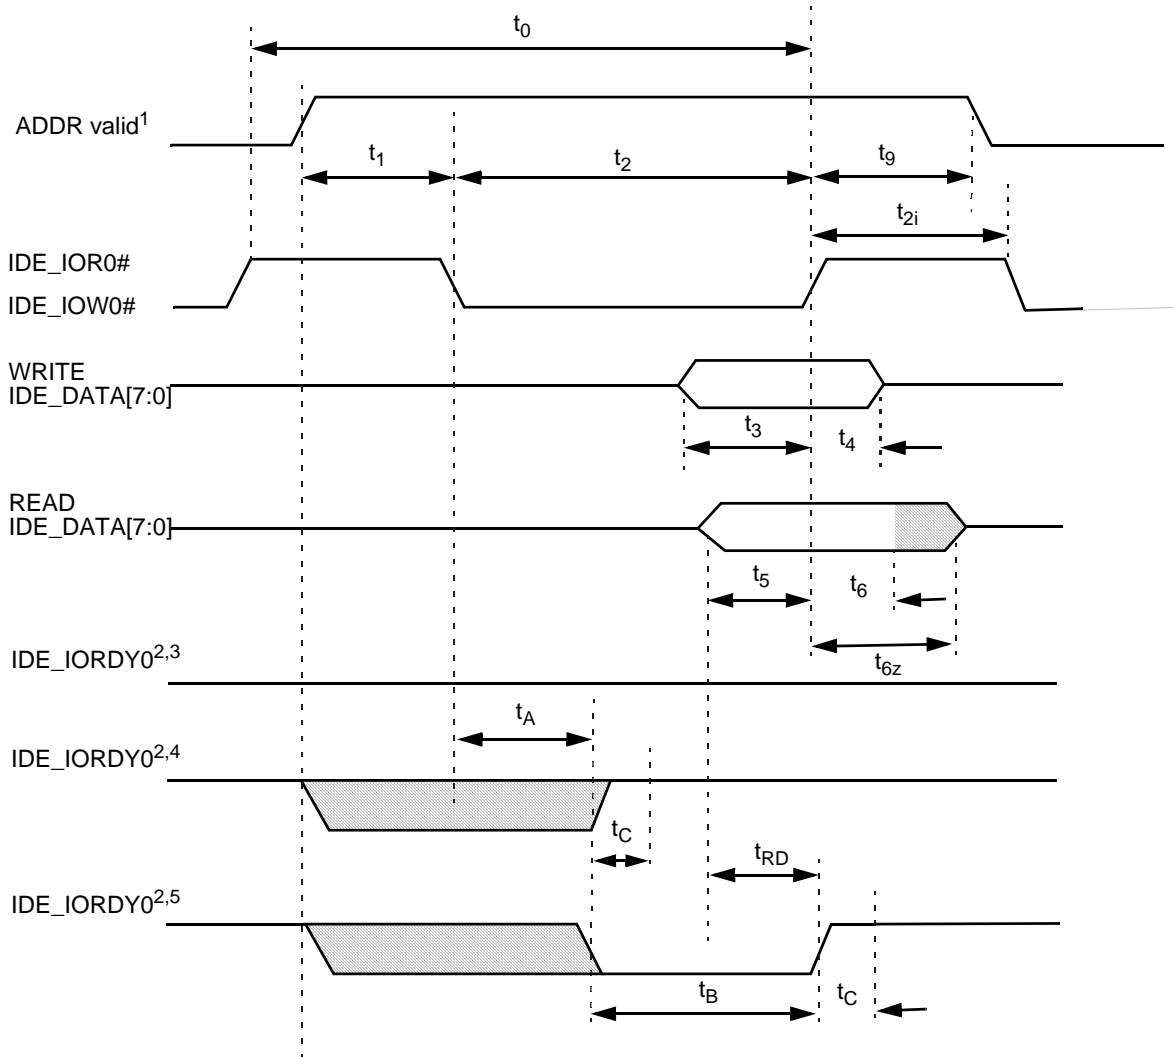 t0
ADDR valid1
t1
t2
t9
t2i
IDE_IOR0#
IDE_IOW0#
WRITE
IDE_DATA[7:0]
t3
t4
READ
IDE_DATA[7:0]
t5
t6
IDE_IORDY02,3
t6z
tA
IDE_IORDY02,4
tC
tRD
IDE_IORDY02,5
tB
tC